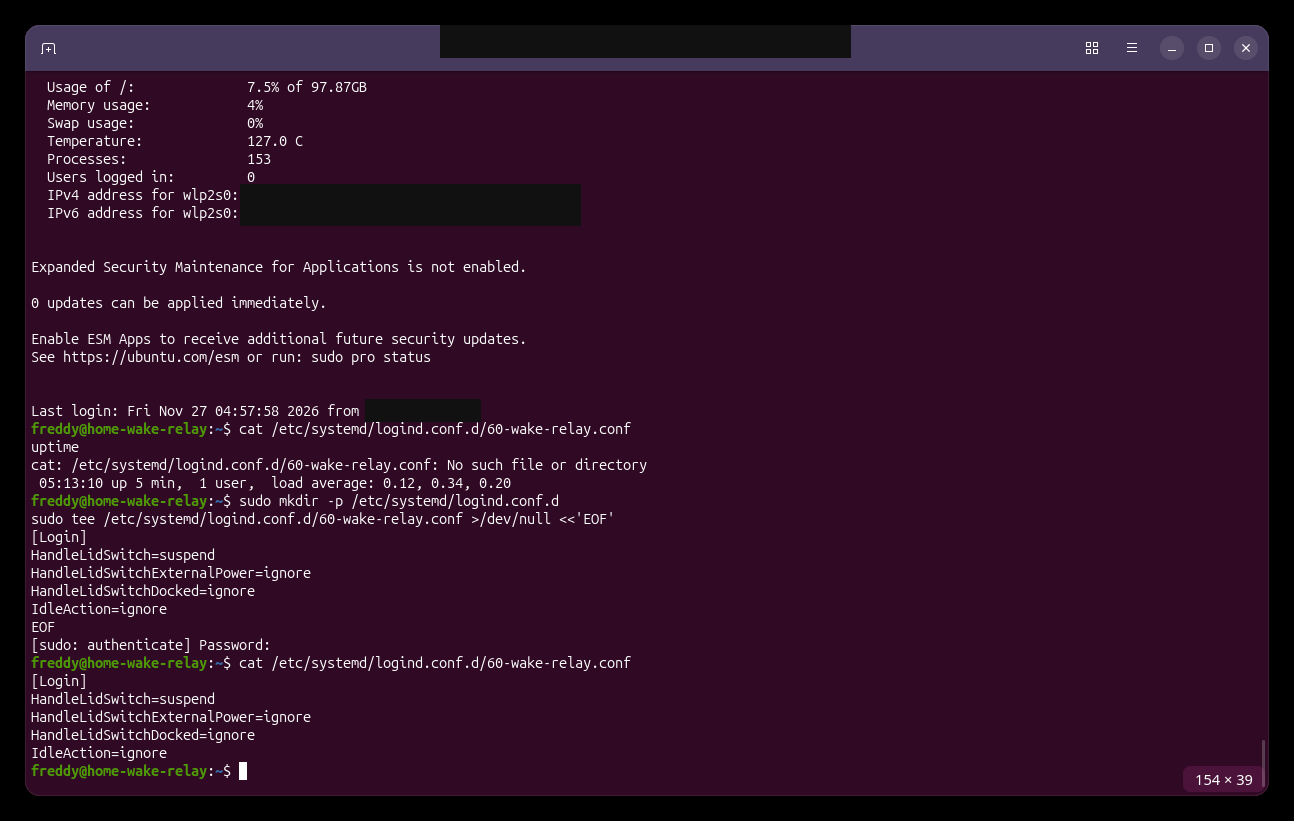 Usage of /: 7.5% of 97.87GB
Memory usage: 4%
Swap usage: 0%
Temperature: 127.0 C
Processes: 153
Users logged in: 0
IPv4 address for wlp2s0:
IPv6 address for wlp2s0:
Expanded Security Maintenance for Applications is not enabled.
0 updates can be applied immediately.
Enable ESM Apps to receive additional future security updates.
See https://ubuntu.com/esm or run: sudo pro status
Last login: Fri Nov 27 04:57:58 2026 from
freddy@home-wake-relay:~$ cat /etc/systemd/logind.conf.d/60-wake-relay.conf
uptime
cat: /etc/systemd/logind.conf.d/60-wake-relay.conf: No such file or directory
05:13:10 up 5 min,  1 user,  load average: 0.12, 0.34, 0.20
freddy@home-wake-relay:~$ sudo mkdir -p /etc/systemd/logind.conf.d
sudo tee /etc/systemd/logind.conf.d/60-wake-relay.conf >/dev/null <<'EOF'
[Login]
HandleLidSwitch=suspend
HandleLidSwitchExternalPower=ignore
HandleLidSwitchDocked=ignore
IdleAction=ignore
EOF
[sudo: authenticate] Password:
freddy@home-wake-relay:~$ cat /etc/systemd/logind.conf.d/60-wake-relay.conf
[Login]
HandleLidSwitch=suspend
HandleLidSwitchExternalPower=ignore
HandleLidSwitchDocked=ignore
IdleAction=ignore
freddy@home-wake-relay:~$
154 × 39